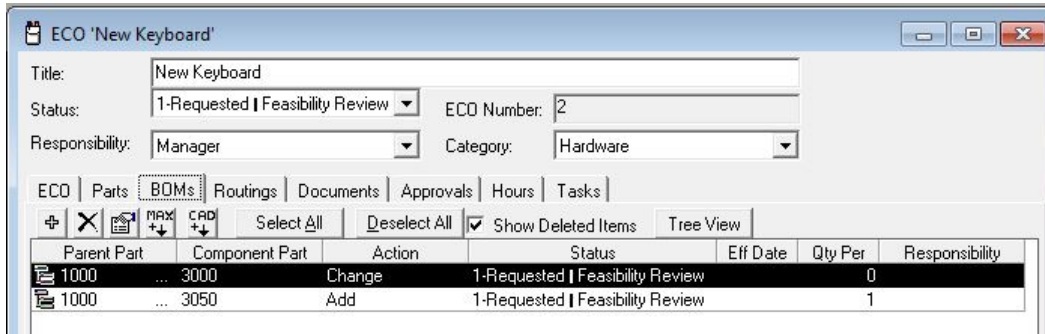 ECO 'New Keyboard'
Title: New Keyboard
Status: 1-Requested | Feasibility Review ECO Number: 2
Responsibility: Manager Category: Hardware
ECO Parts BOMs Routings Documents Approvals Hours Tasks
MAX CAD Select All Deselect All Show Deleted Items Tree View
Parent Part Component Part Action Status Eff Date Qty Per Responsibility
1000 ... 3000 Change 1-Requested | Feasibility Review 0
1000 ... 3050 Add 1-Requested | Feasibility Review 1